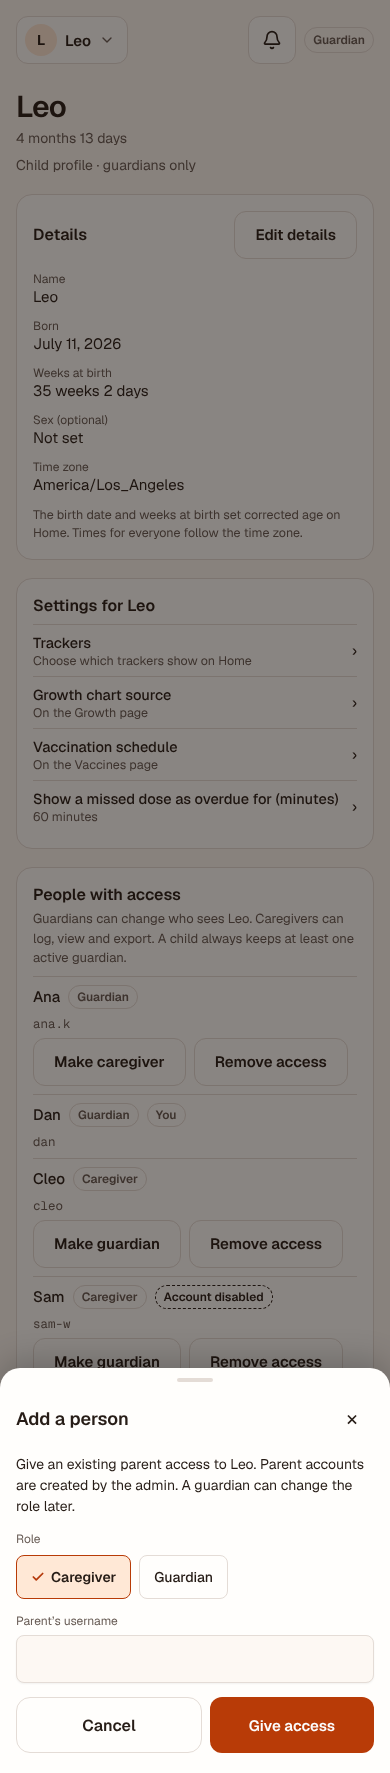 L Leo Guardian
Leo
4 months 13 days
Child profile · guardians only
Details Edit details
Name
Leo
Born
July 11, 2026
Weeks at birth
35 weeks 2 days
Sex (optional)
Not set
Time zone
America/Los_Angeles
The birth date and weeks at birth set corrected age on
Home. Times for everyone follow the time zone.
Settings for Leo
Trackers
Choose which trackers show on Home
Growth chart source
On the Growth page
Vaccination schedule
On the Vaccines page
Show a missed dose as overdue for (minutes)
60 minutes
People with access
Guardians can change who sees Leo. Caregivers can
log, view and export. A child always keeps at least one
active guardian.
Ana Guardian
ana.k
Make caregiver Remove access
Dan Guardian You
dan
Cleo Caregiver
cleo
Make guardian Remove access
Sam Caregiver Account disabled
sam-w
Make guardian Remove access
Add a person
Give an existing parent access to Leo. Parent accounts
are created by the admin. A guardian can change the
role later.
Role
Caregiver Guardian
Parent's username
Cancel Give access